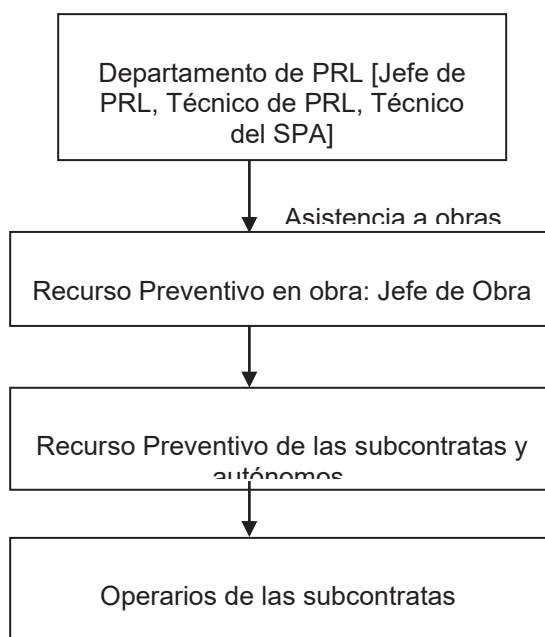 Departamento de PRL [Jefe de
PRL, Técnico de PRL, Técnico
del SPA]
Asistencia a obras
Recurso Preventivo en obra: Jefe de Obra
Recurso Preventivo de las subcontratas y
autónomos
Operarios de las subcontratas